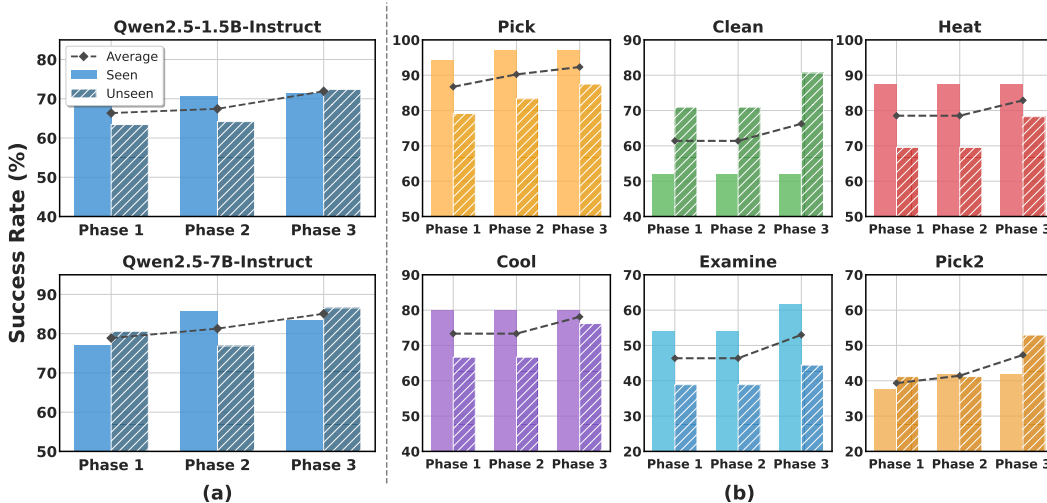 Success Rate (%)
Qwen2.5-1.5B-Instruct
80
70
60
50
40
Average
Seen
Unseen
Phase 1 Phase 2 Phase 3
Qwen2.5-7B-Instruct
90
80
70
60
50
Phase 1 Phase 2 Phase 3
(a)
Pick
100
90
80
70
60
50
Phase 1 Phase 2 Phase 3
Clean
90
80
70
60
50
40
Phase 1 Phase 2 Phase 3
Heat
100
90
80
70
60
50
Phase 1 Phase 2 Phase 3
Cool
90
80
70
60
50
40
Phase 1 Phase 2 Phase 3
Examine
70
60
50
40
30
20
Phase 1 Phase 2 Phase 3
Pick2
70
60
50
40
30
20
Phase 1 Phase 2 Phase 3
(b)